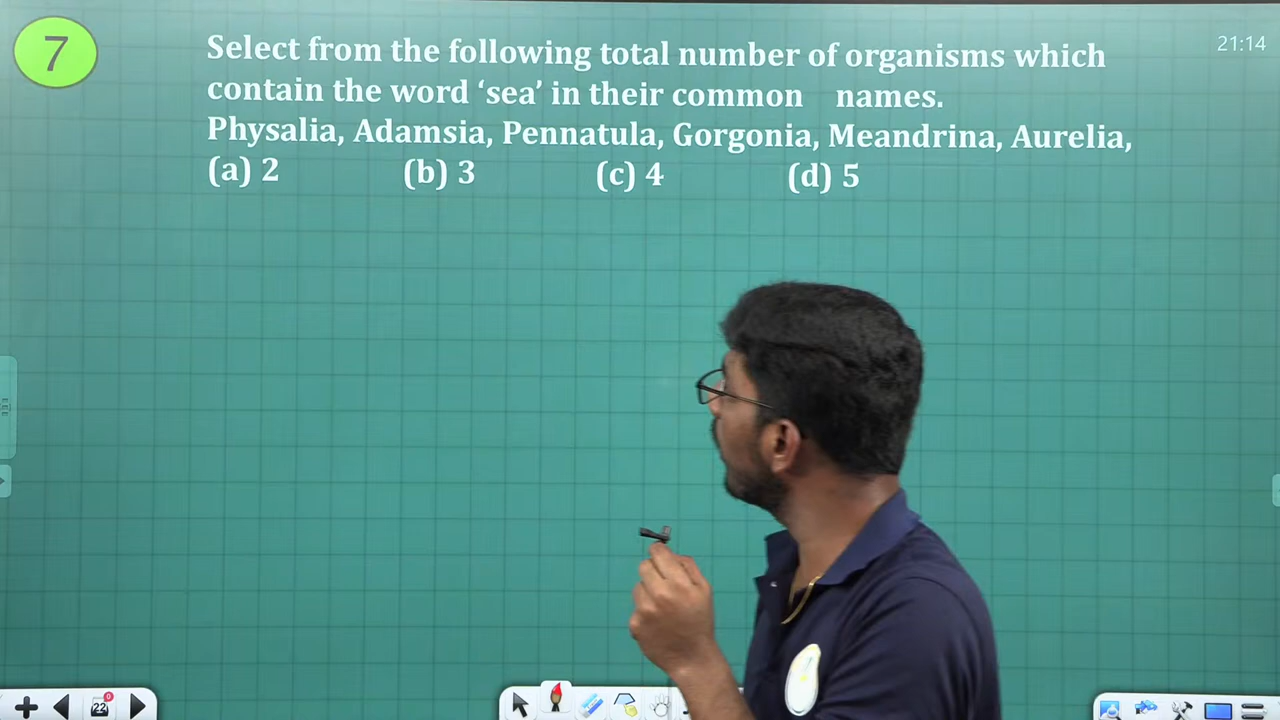 7
21:14
Select from the following total number of organisms which
contain the word ‘sea’ in their common names.
Physalia, Adamsia, Pennatula, Gorgonia, Meandrina, Aurelia,
(a) 2 (b) 3 (c) 4 (d) 5
22
0